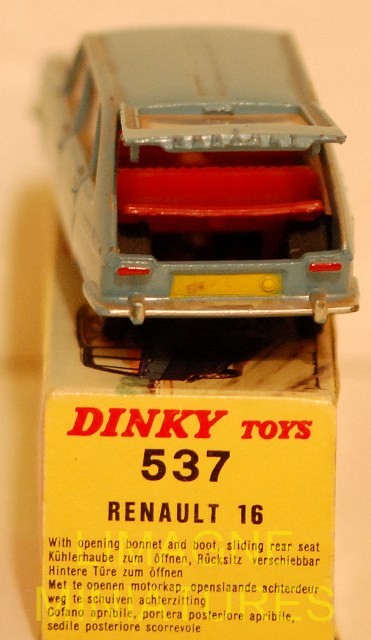 DINKY TOYS
537
RENAULT 16
With opening bonnet and boot, sliding rear seat
Kühlerhaube zum öffnen, Rücksitz verschiebbar
Hintere Türe zum öffnen
Met te openen motorkap, openslaande achterdeur
weg te schuiven achterzitting
Cofano apribile, portiera posteriore apribile,
sedile posteriore scorrevole